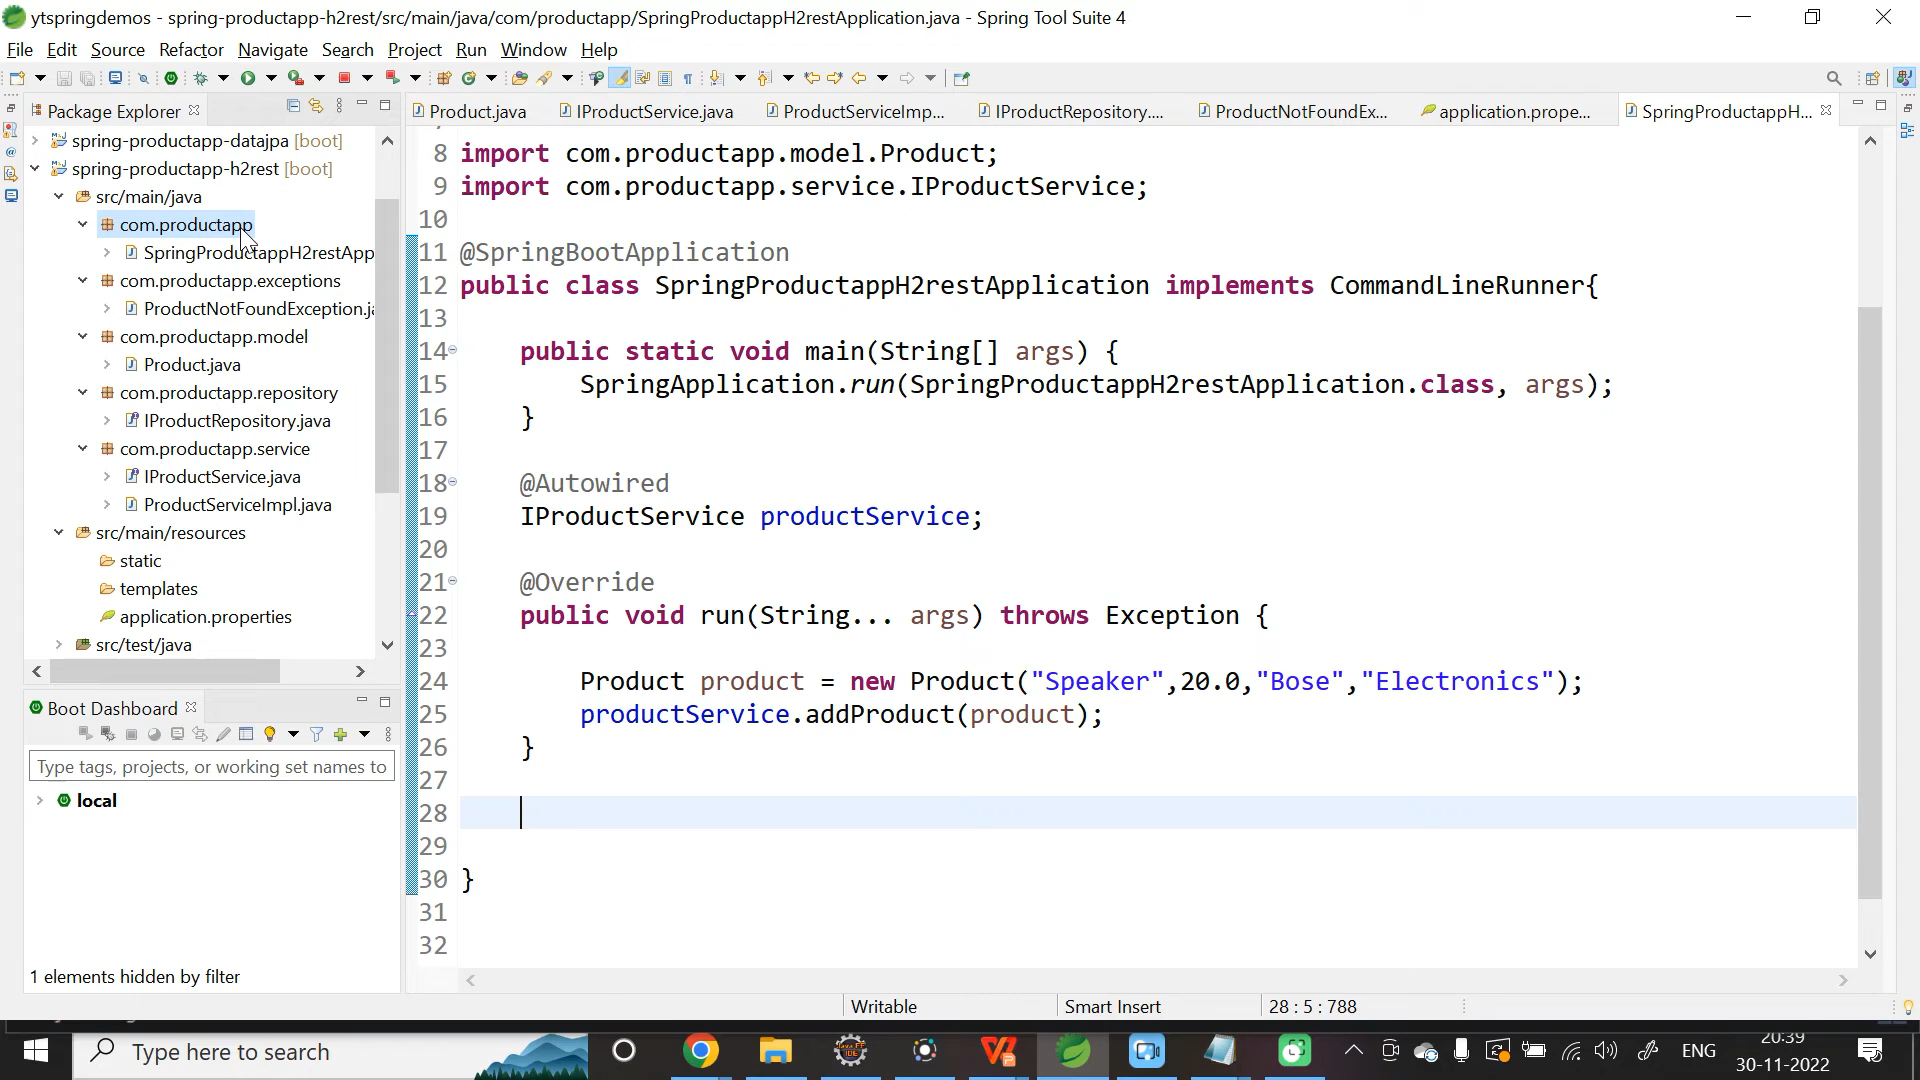 ytspringdemos - spring-productapp-h2rest/src/main/java/com/productapp/SpringProductappH2restApplication.java - Spring Tool Suite 4
File Edit Source Refactor Navigate Search Project Run Window Help
Package Explorer
Product.java IProductService.java ProductServiceImp... IProductRepository.... ProductNotFoundEx... application.prope... SpringProductappH...
spring-productapp-datajpa [boot]
spring-productapp-h2rest [boot]
src/main/java
com.productapp
SpringProductappH2restApp
com.productapp.exceptions
ProductNotFoundException.ja
com.productapp.model
Product.java
com.productapp.repository
IProductRepository.java
com.productapp.service
IProductService.java
ProductServiceImpl.java
src/main/resources
static
templates
application.properties
src/test/java
Boot Dashboard
Type tags, projects, or working set names to
local
1 elements hidden by filter
8 import com.productapp.model.Product;
9 import com.productapp.service.IProductService;
10
11 @SpringBootApplication
12 public class SpringProductappH2restApplication implements CommandLineRunner{
13
14 public static void main(String[] args) {
15 SpringApplication.run(SpringProductappH2restApplication.class, args);
16 }
17
18 @Autowired
19 IProductService productService;
20
21 @Override
22 public void run(String... args) throws Exception {
23
24 Product product = new Product("Speaker",20.0,"Bose","Electronics");
25 productService.addProduct(product);
26 }
27
28
29
30 }
31
32
Writable Smart Insert 28 : 5 : 788
Type here to search
ENG
20:39
30-11-2022